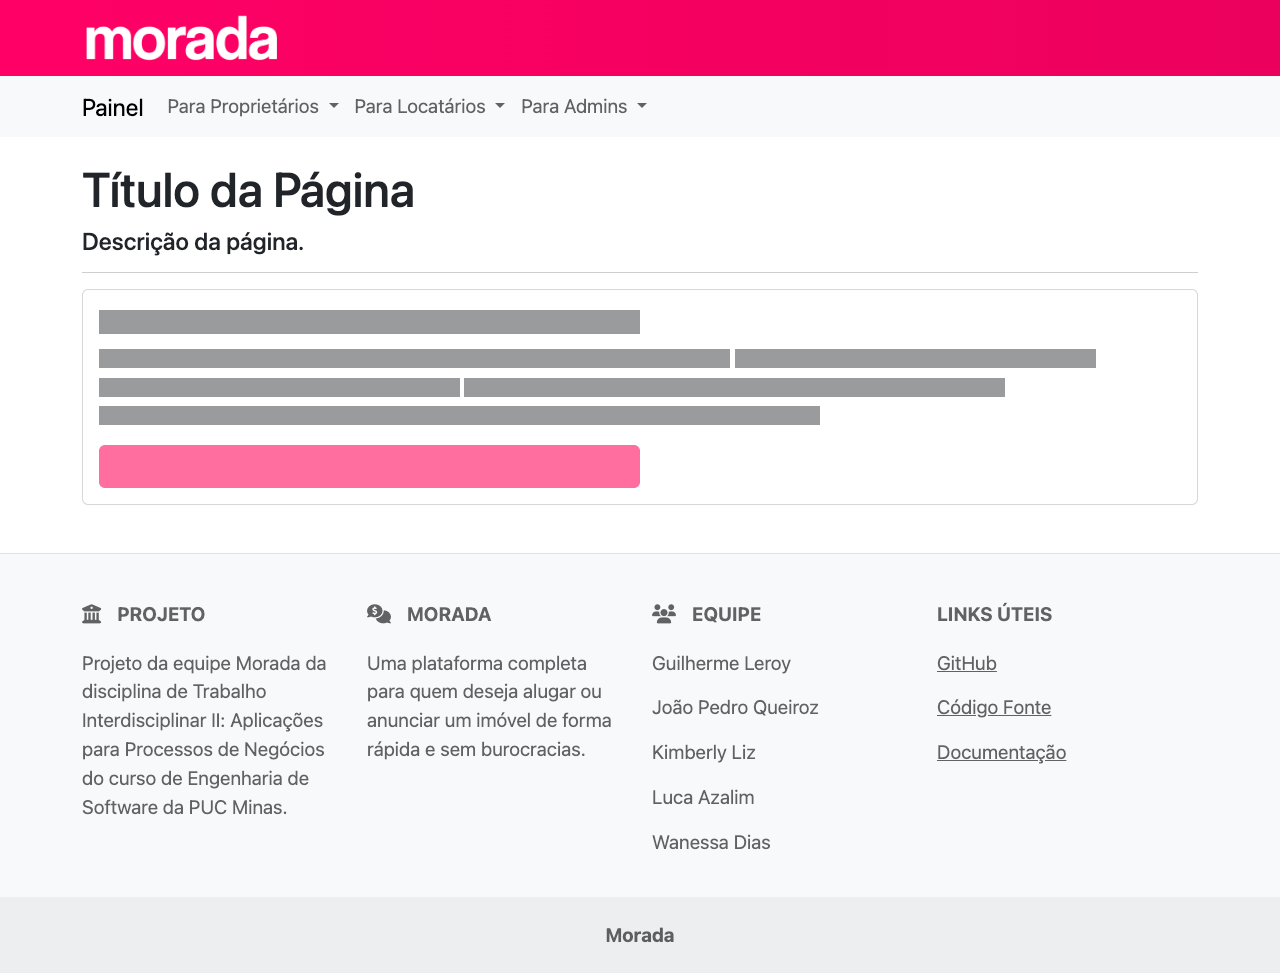 morada
Painel Para Proprietários Para Locatários Para Admins
Título da Página
Descrição da página.
PROJETO
Projeto da equipe Morada da
disciplina de Trabalho
Interdisciplinar II: Aplicações
para Processos de Negócios
do curso de Engenharia de
Software da PUC Minas.
MORADA
Uma plataforma completa
para quem deseja alugar ou
anunciar um imóvel de forma
rápida e sem burocracias.
EQUIPE
Guilherme Leroy
João Pedro Queiroz
Kimberly Liz
Luca Azalim
Wanessa Dias
LINKS ÚTEIS
GitHub
Código Fonte
Documentação
Morada